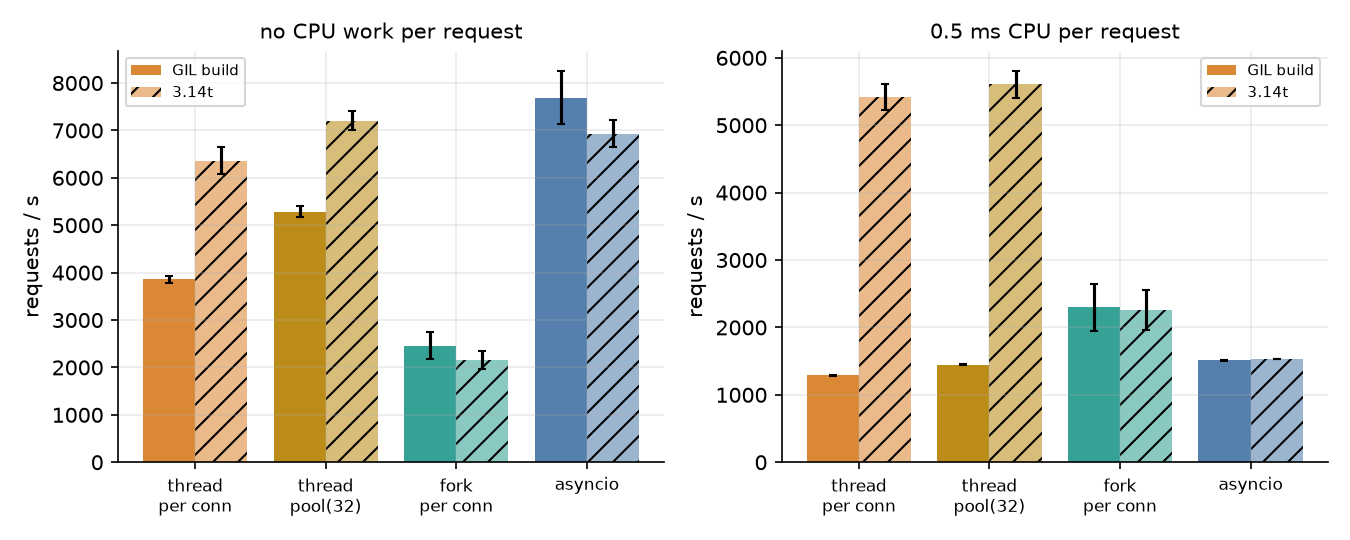 no CPU work per request
requests / s
8000
7000
6000
5000
4000
3000
2000
1000
0
GIL build
3.14t
thread
per conn
thread
pool(32)
fork
per conn
asyncio
0.5 ms CPU per request
requests / s
6000
5000
4000
3000
2000
1000
0
GIL build
3.14t
thread
per conn
thread
pool(32)
fork
per conn
asyncio